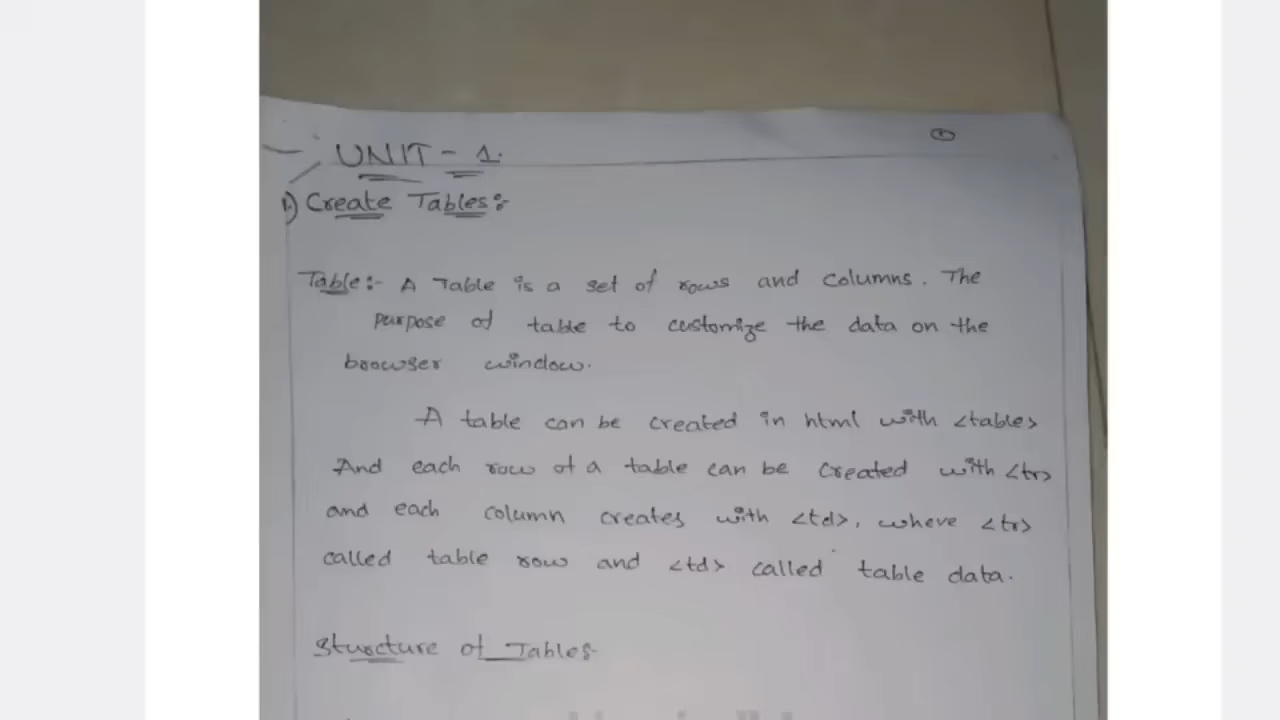 ①
UNIT - 1.
1) Create Tables:-
Table:- A Table is a set of rows and columns. The
purpose of table to customize the data on the
browser window.
A table can be created in html with <table>
And each row of a table can be created with <tr>
and each column creates with <td>, where <tr>
called table row and <td> called table data.
Structure of Tables